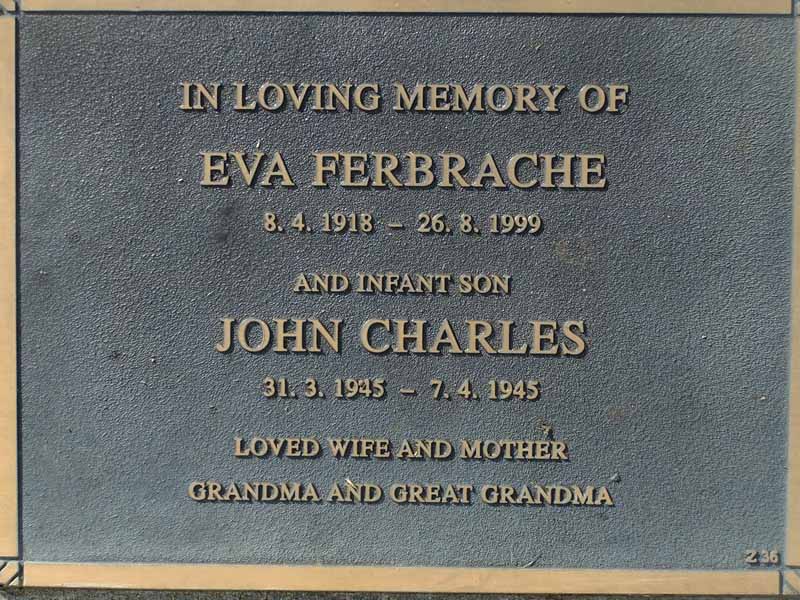 IN LOVING MEMORY OF
EVA FERBRACHE
8. 4. 1918 – 26. 8. 1999
AND INFANT SON
JOHN CHARLES
31. 3. 1945 – 7. 4. 1945
LOVED WIFE AND MOTHER
GRANDMA AND GREAT GRANDMA
Z 36